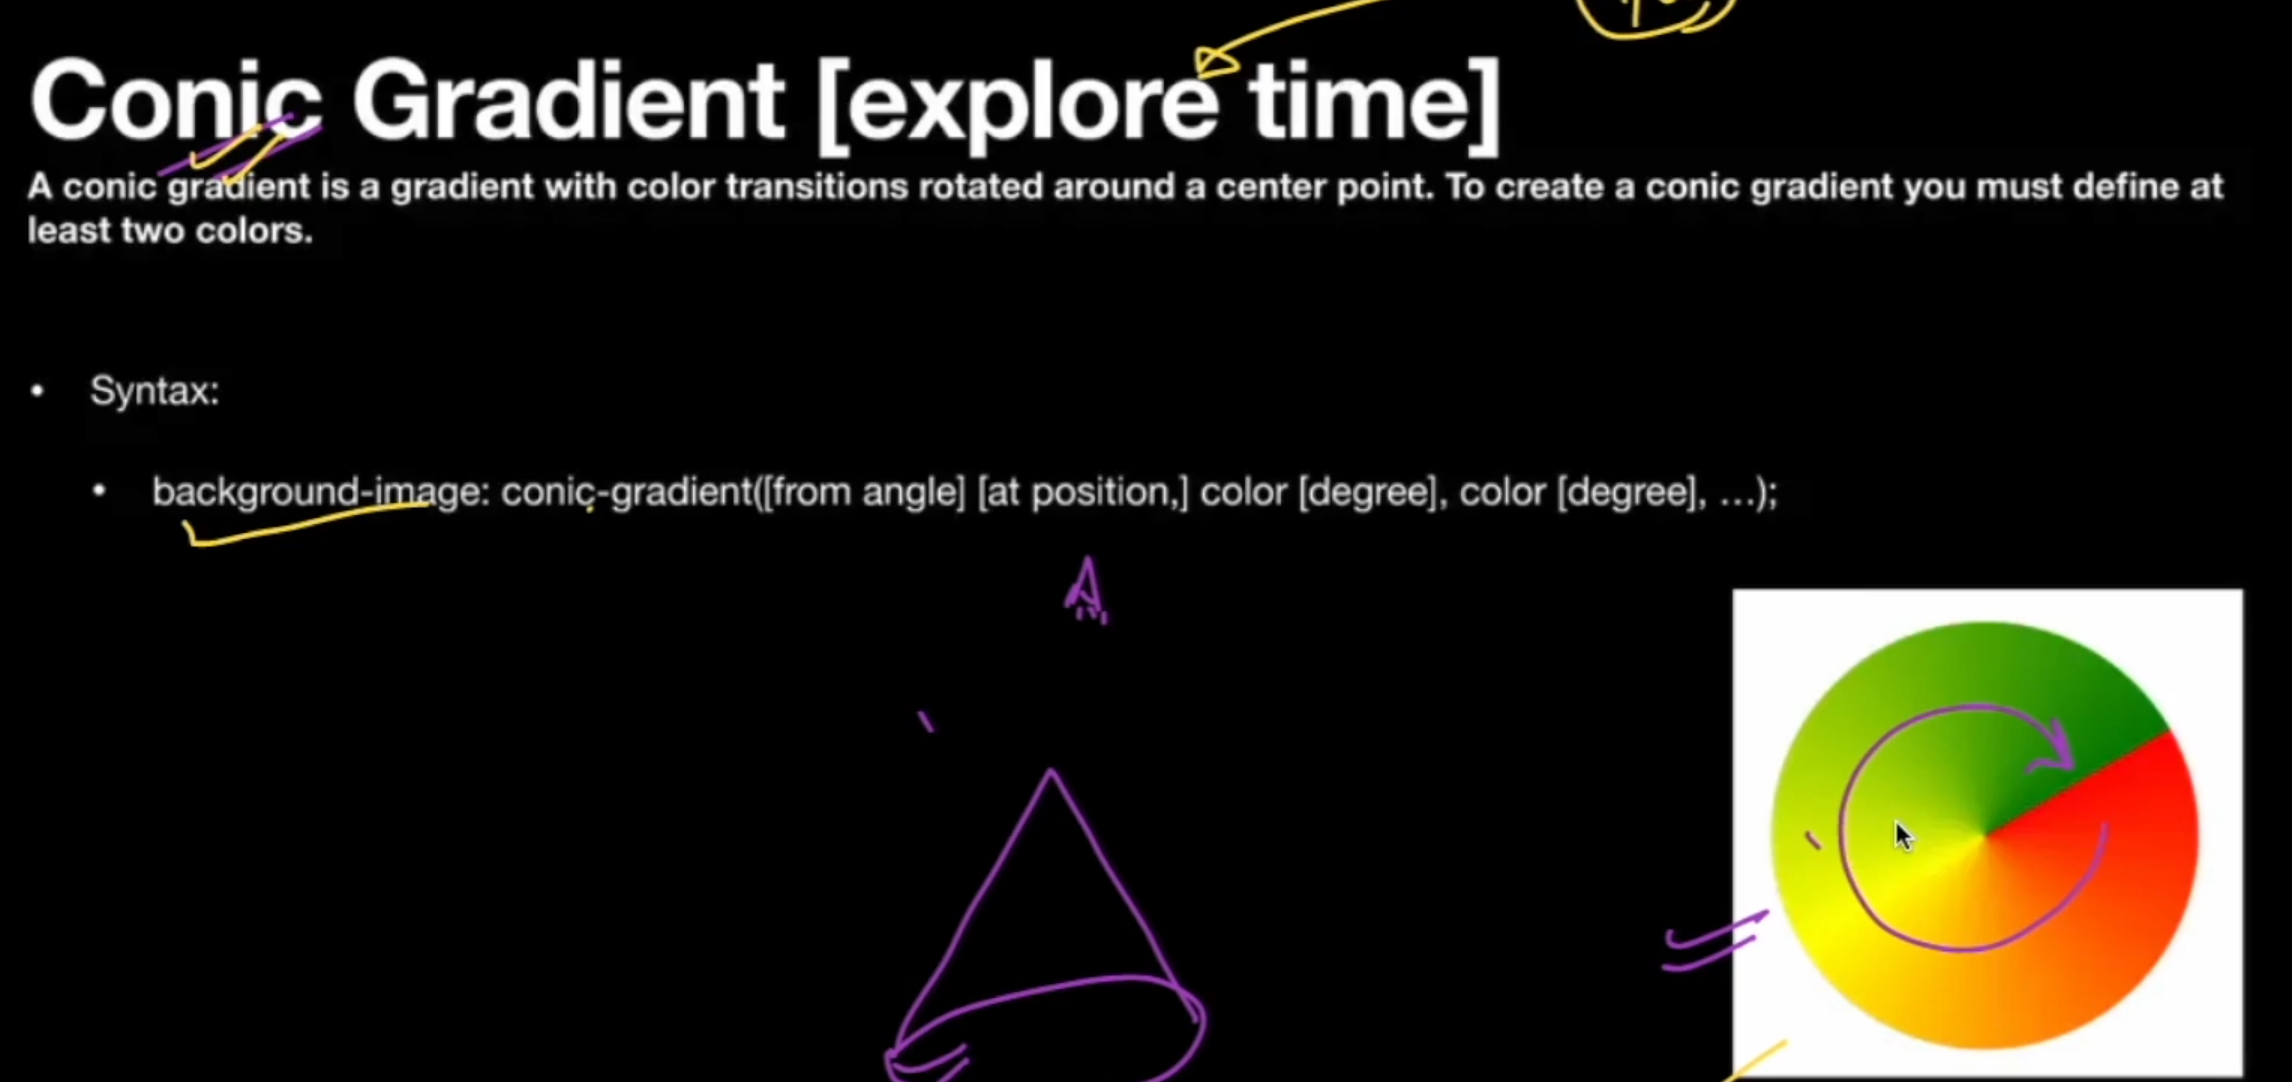 Conic Gradient [explore time]
A conic gradient is a gradient with color transitions rotated around a center point. To create a conic gradient you must define at
least two colors.
• Syntax:
• background-image: conic-gradient([from angle] [at position,] color [degree], color [degree], ...);